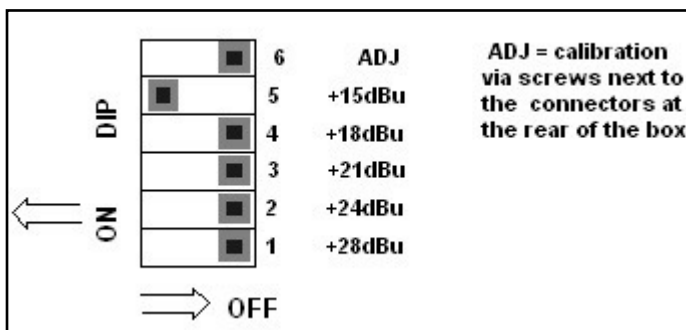 6 ADJ
5 +15dBu
4 +18dBu
3 +21dBu
2 +24dBu
1 +28dBu
DIP
ON
OFF
ADJ = calibration
via screws next to
the connectors at
the rear of the box